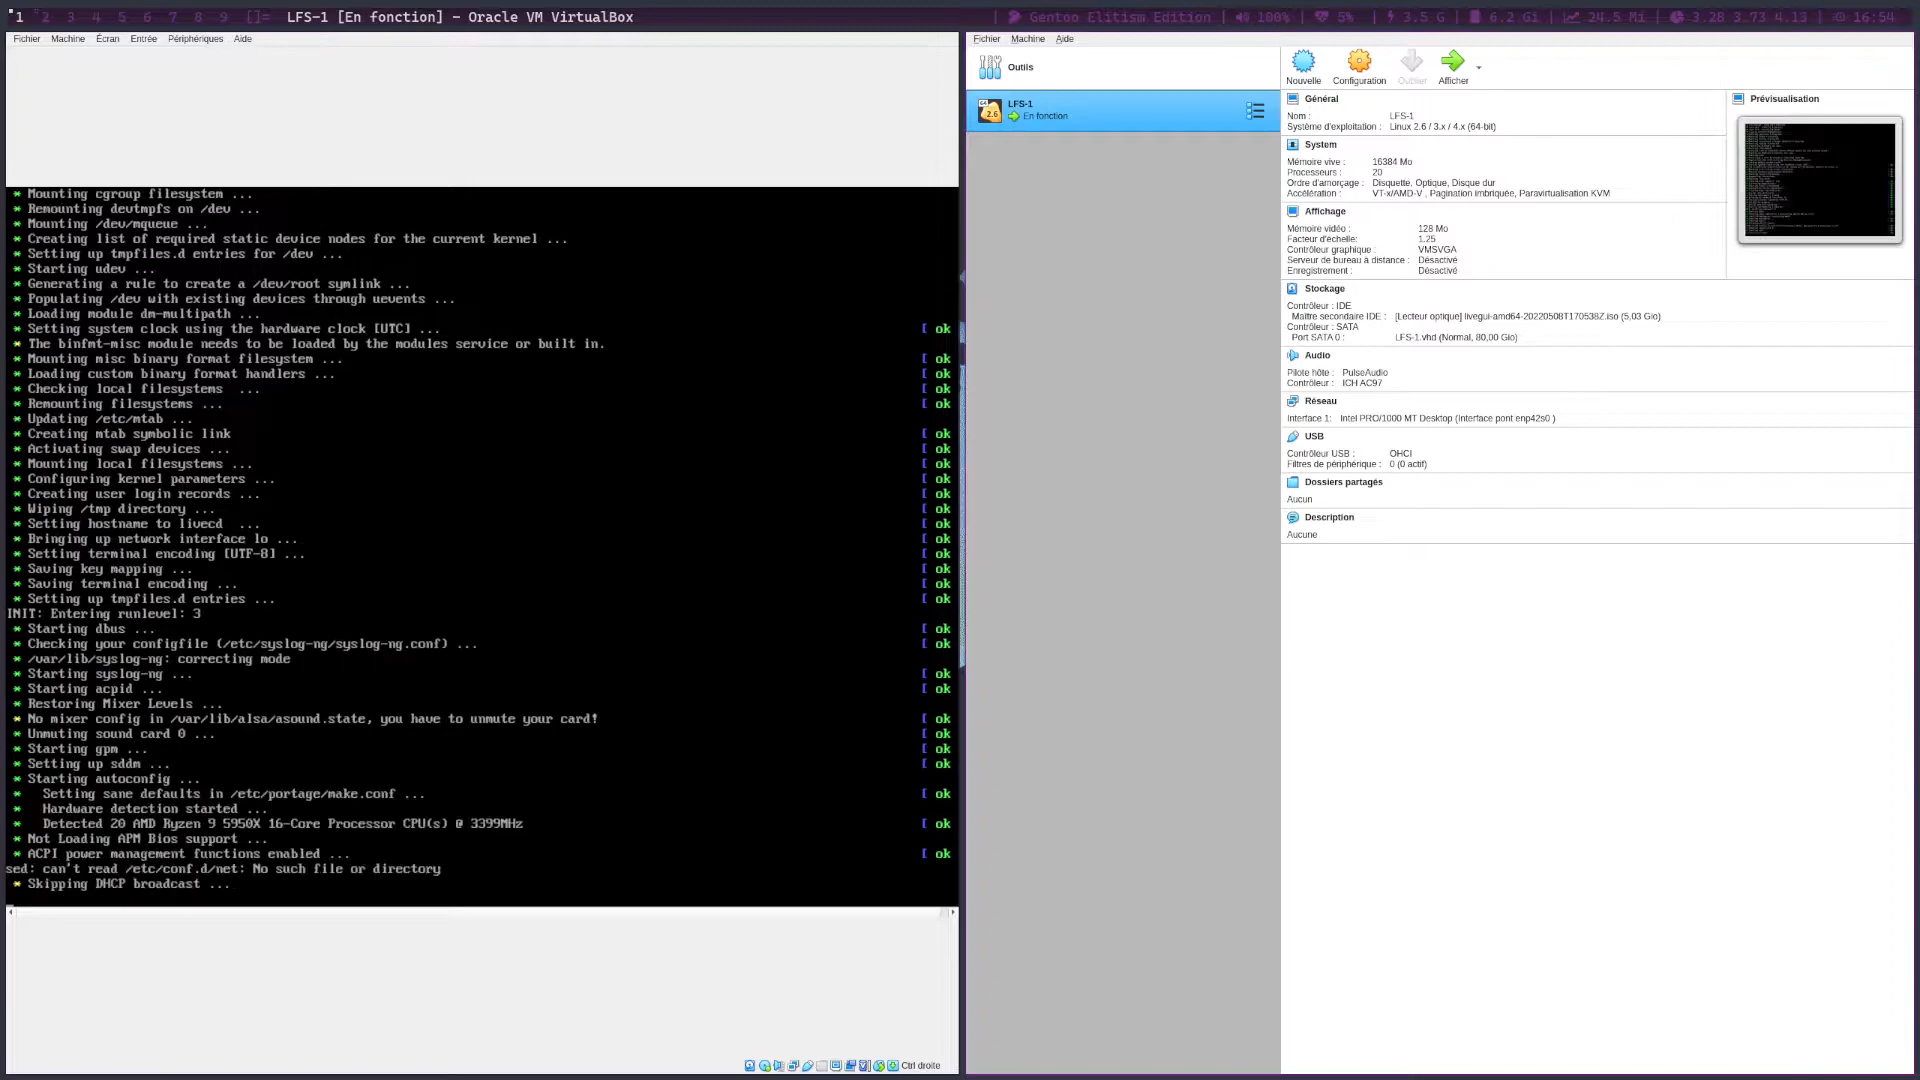 1 2 3 4 5 6 7 8 9 []= LFS-1 [En fonction] - Oracle VM VirtualBox
Gentoo Elitism Edition | 100% | 5% | 3.5 G | 6.2 Gi | 24.5 Mi | 3.28 3.73 4.13 | 16:54
Fichier Machine Écran Entrée Périphériques Aide
* Mounting cgroup filesystem ...
* Remounting devtmpfs on /dev ...
* Mounting /dev/mqueue ...
* Creating list of required static device nodes for the current kernel ...
* Setting up tmpfiles.d entries for /dev ...
* Starting udev ...
* Generating a rule to create a /dev/root symlink ...
* Populating /dev with existing devices through uevents ...
* Loading module dm-multipath ...
* Setting system clock using the hardware clock [UTC] ... [ ok
* The binfmt-misc module needs to be loaded by the modules service or built in.
* Mounting misc binary format filesystem ... [ ok
* Loading custom binary format handlers ... [ ok
* Checking local filesystems  ... [ ok
* Remounting filesystems ... [ ok
* Updating /etc/mtab ...
* Creating mtab symbolic link [ ok
* Activating swap devices ... [ ok
* Mounting local filesystems ... [ ok
* Configuring kernel parameters ... [ ok
* Creating user login records ... [ ok
* Wiping /tmp directory ... [ ok
* Setting hostname to livecd  ... [ ok
* Bringing up network interface lo ... [ ok
* Setting terminal encoding [UTF-8] ... [ ok
* Saving key mapping ... [ ok
* Saving terminal encoding ... [ ok
* Setting up tmpfiles.d entries ... [ ok
INIT: Entering runlevel: 3
* Starting dbus ... [ ok
* Checking your configfile (/etc/syslog-ng/syslog-ng.conf) ... [ ok
* /var/lib/syslog-ng: correcting mode
* Starting syslog-ng ... [ ok
* Starting acpid ... [ ok
* Restoring Mixer Levels ...
* No mixer config in /var/lib/alsa/asound.state, you have to unmute your card! [ ok
* Unmuting sound card 0 ... [ ok
* Starting gpm ... [ ok
* Setting up sddm ... [ ok
* Starting autoconfig ...
* Setting sane defaults in /etc/portage/make.conf ... [ ok
* Hardware detection started ...
* Detected 20 AMD Ryzen 9 5950X 16-Core Processor CPU(s) @ 3399MHz [ ok
* Not Loading APM Bios support ...
* ACPI power management functions enabled ... [ ok
sed: can't read /etc/conf.d/net: No such file or directory
* Skipping DHCP broadcast ...
Ctrl droite
Fichier Machine Aide
Outils
64 2.6 LFS-1
En fonction
Nouvelle Configuration Oublier Afficher
Général
Nom : LFS-1
Système d'exploitation : Linux 2.6 / 3.x / 4.x (64-bit)
System
Mémoire vive : 16384 Mo
Processeurs : 20
Ordre d'amorçage : Disquette, Optique, Disque dur
Accélération : VT-x/AMD-V , Pagination imbriquée, Paravirtualisation KVM
Affichage
Mémoire vidéo : 128 Mo
Facteur d'échelle: 1.25
Contrôleur graphique : VMSVGA
Serveur de bureau à distance : Désactivé
Enregistrement : Désactivé
Stockage
Contrôleur : IDE
Maître secondaire IDE : [Lecteur optique] livegui-amd64-20220508T170538Z.iso (5,03 Gio)
Contrôleur : SATA
Port SATA 0 : LFS-1.vhd (Normal, 80,00 Gio)
Audio
Pilote hôte : PulseAudio
Contrôleur : ICH AC97
Réseau
Interface 1: Intel PRO/1000 MT Desktop (Interface pont enp42s0 )
USB
Contrôleur USB : OHCI
Filtres de périphérique : 0 (0 actif)
Dossiers partagés
Aucun
Description
Aucune
Prévisualisation